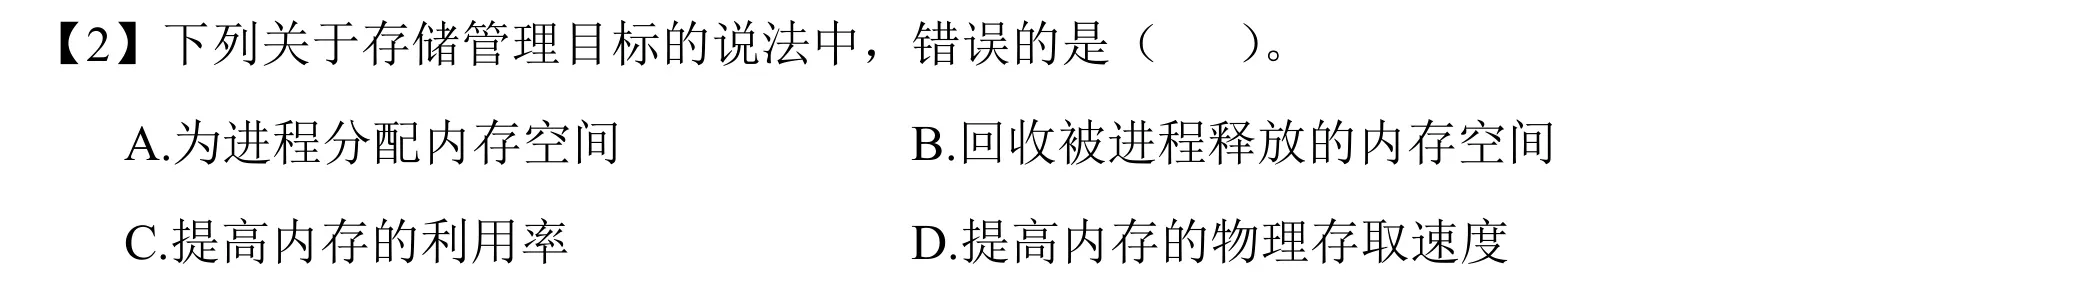 【2】下列关于存储管理目标的说法中，错误的是（ ）。
A.为进程分配内存空间 B.回收被进程释放的内存空间
C.提高内存的利用率 D.提高内存的物理存取速度